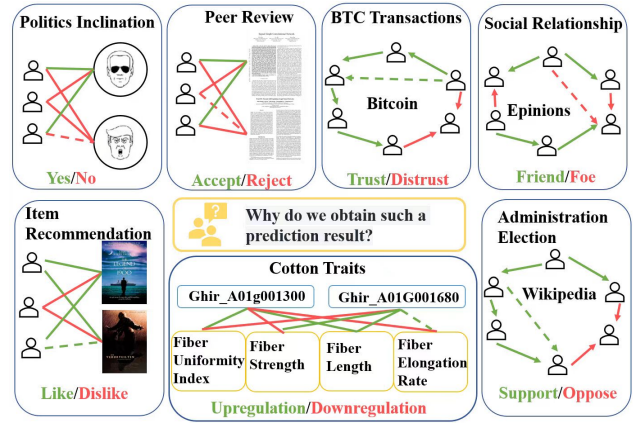 Politics Inclination
Yes/No
Peer Review
Accept/Reject
BTC Transactions
Bitcoin
Trust/Distrust
Social Relationship
Epinions
Friend/Foe
Item
Recommendation
Like/Dislike
Why do we obtain such a
prediction result?
Cotton Traits
Ghir_A01g001300
Ghir_A01G001680
Fiber
Uniformity
Index
Fiber
Strength
Fiber
Length
Fiber
Elongation
Rate
Upregulation/Downregulation
Administration
Election
Wikipedia
Support/Oppose